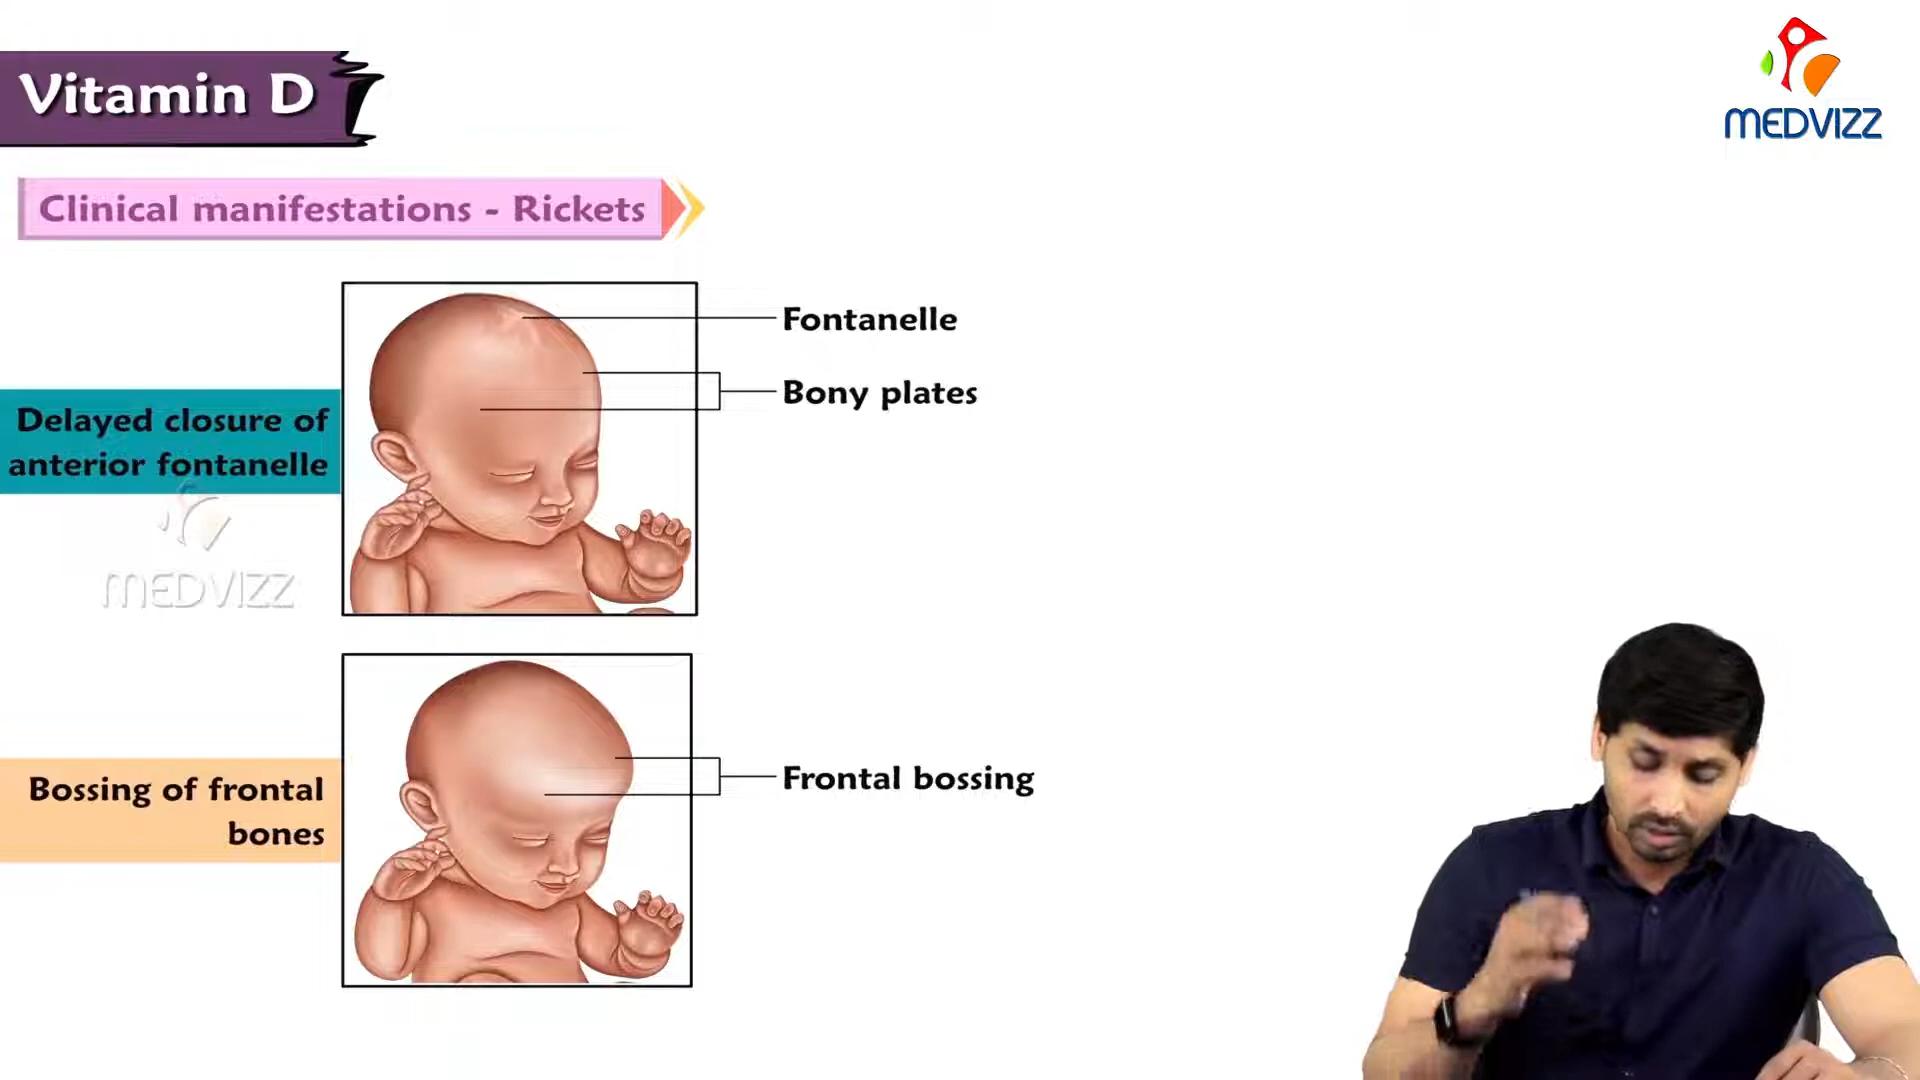 Vitamin D
MEDVIZZ
Clinical manifestations - Rickets
Fontanelle
Bony plates
Delayed closure of
anterior fontanelle
MEDVIZZ
Bossing of frontal
bones
Frontal bossing